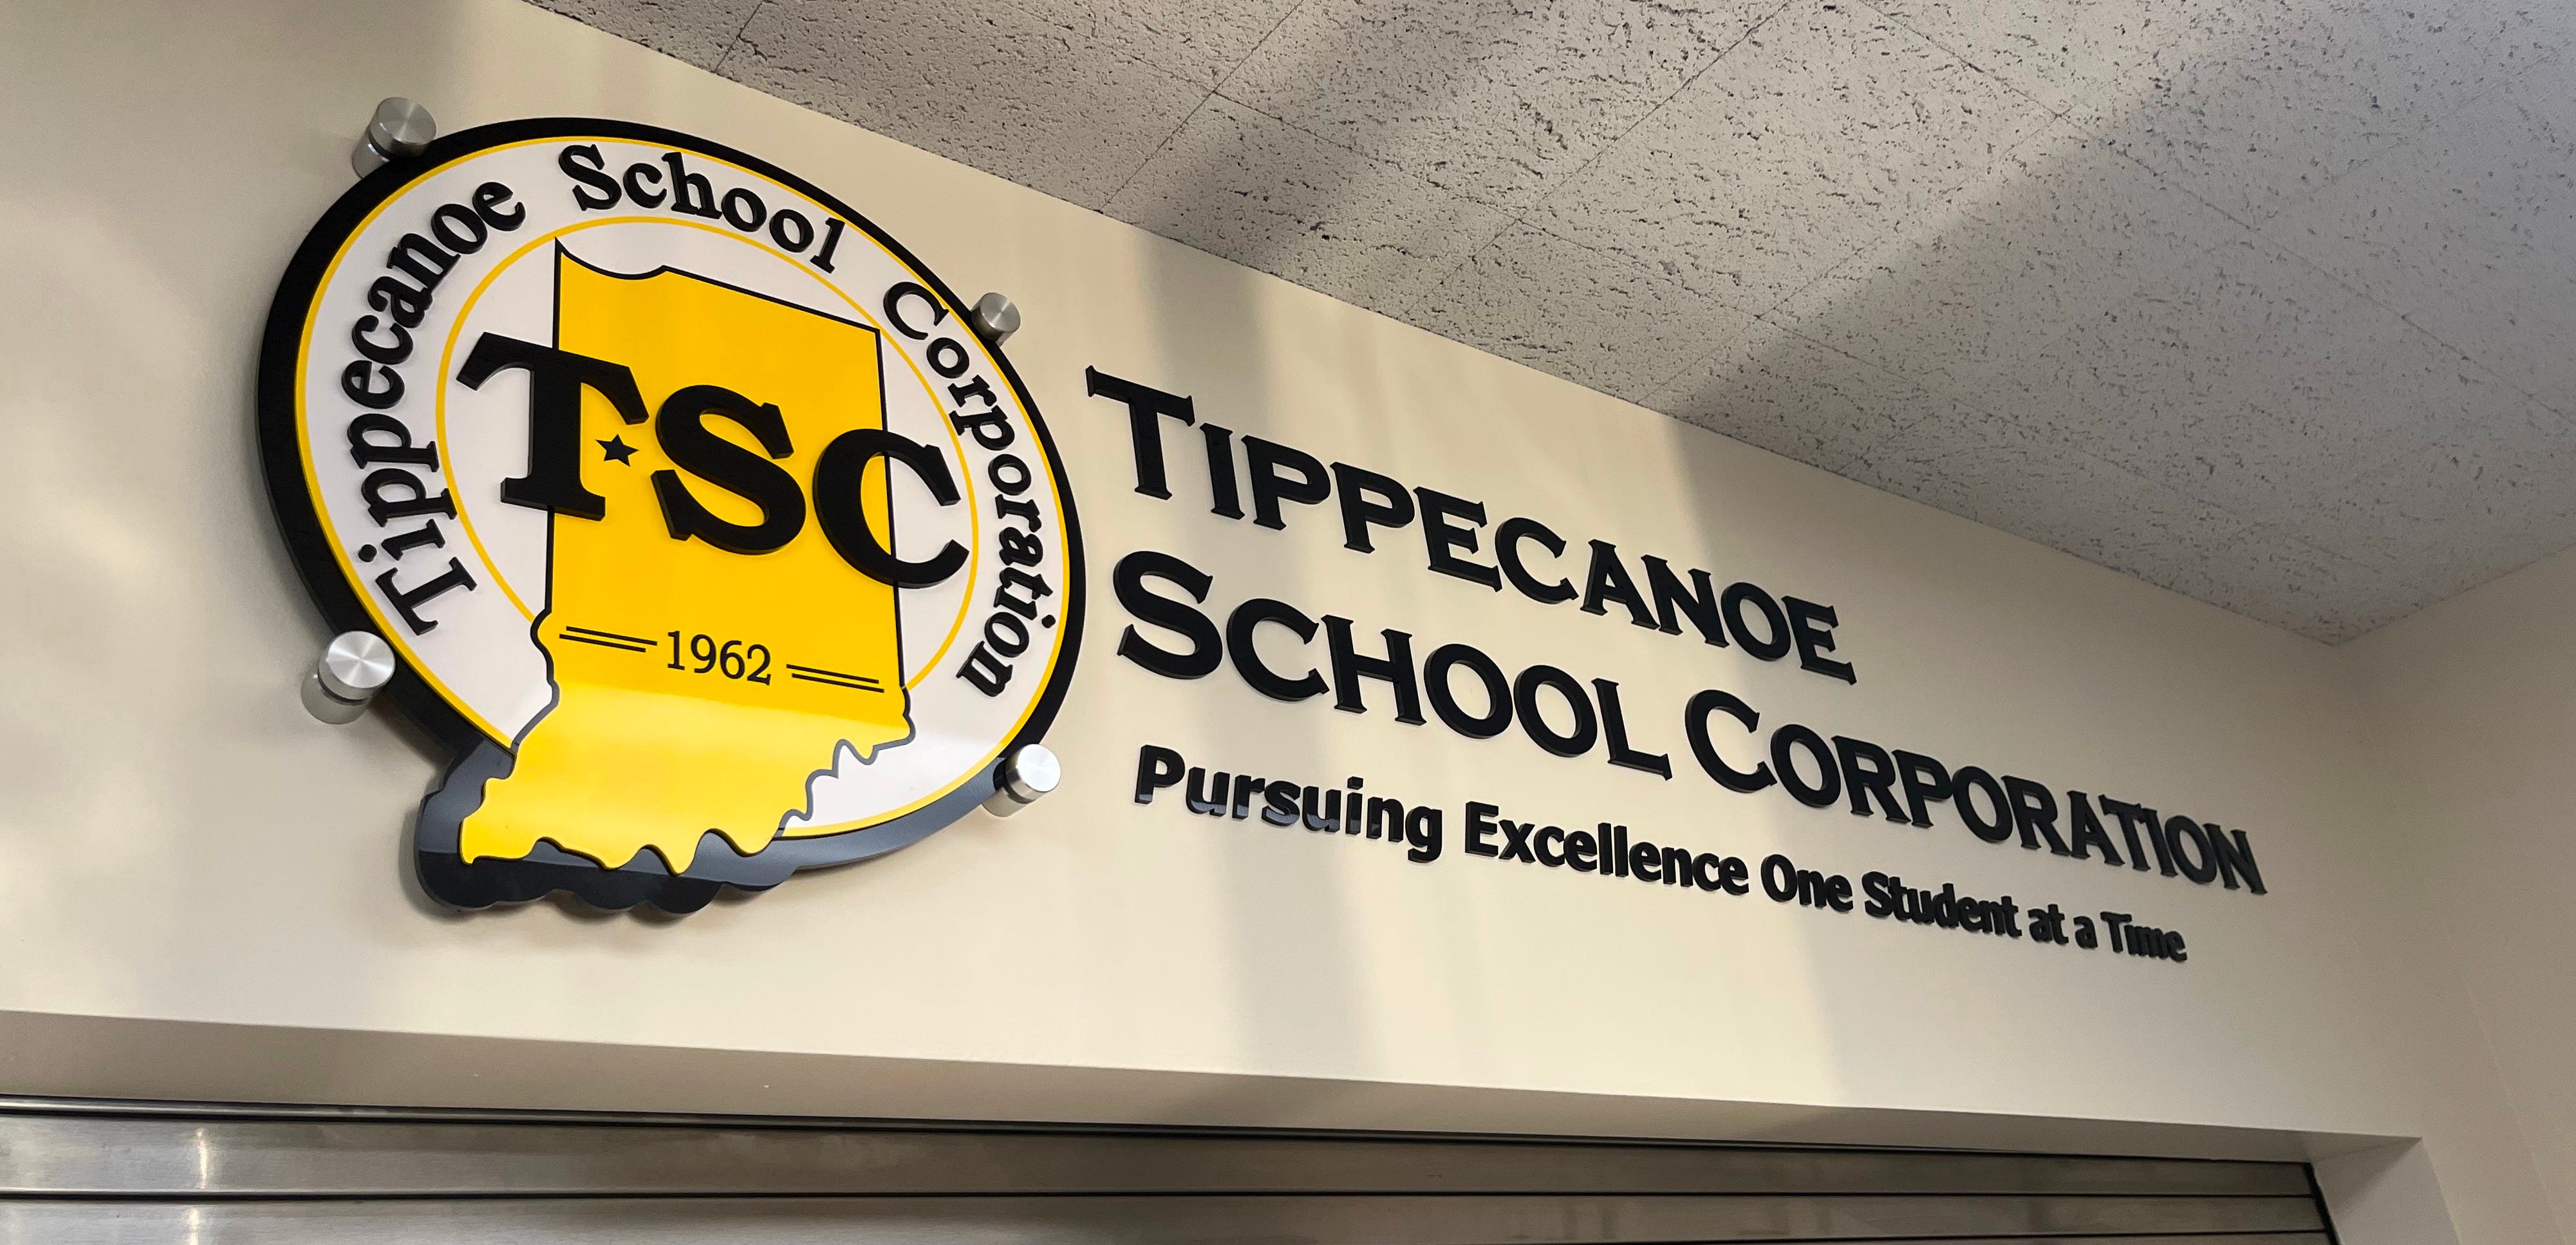 Tippecanoe School Corporation
TSC
1962
TIPPECANOE
SCHOOL CORPORATION
Pursuing Excellence One Student at a Time